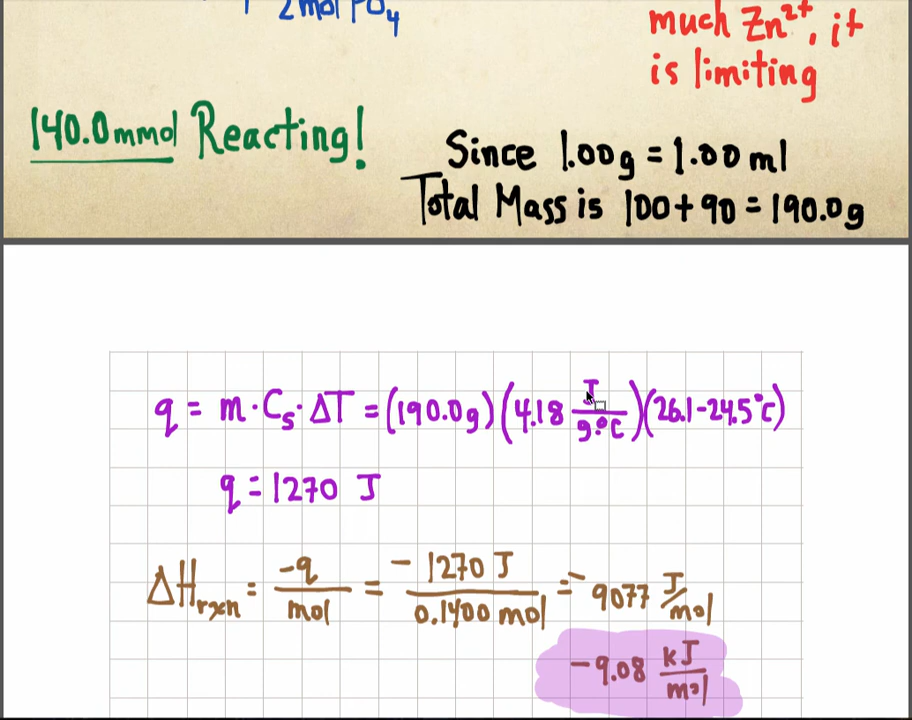 2 mol PO4
much Zn²⁺, it
is limiting
140.0mmol Reacting!
Since 1.00g = 1.00 ml
Total Mass is 100 + 90 = 190.0g
q = m · Cs · ΔT = (190.0g) (4.18 J/g·°C) (26.1-24.5°C)
q = 1270 J
ΔHrxn = -q/mol = -1270 J/0.1400 mol = -9077 J/mol
-9.08 kJ/mol